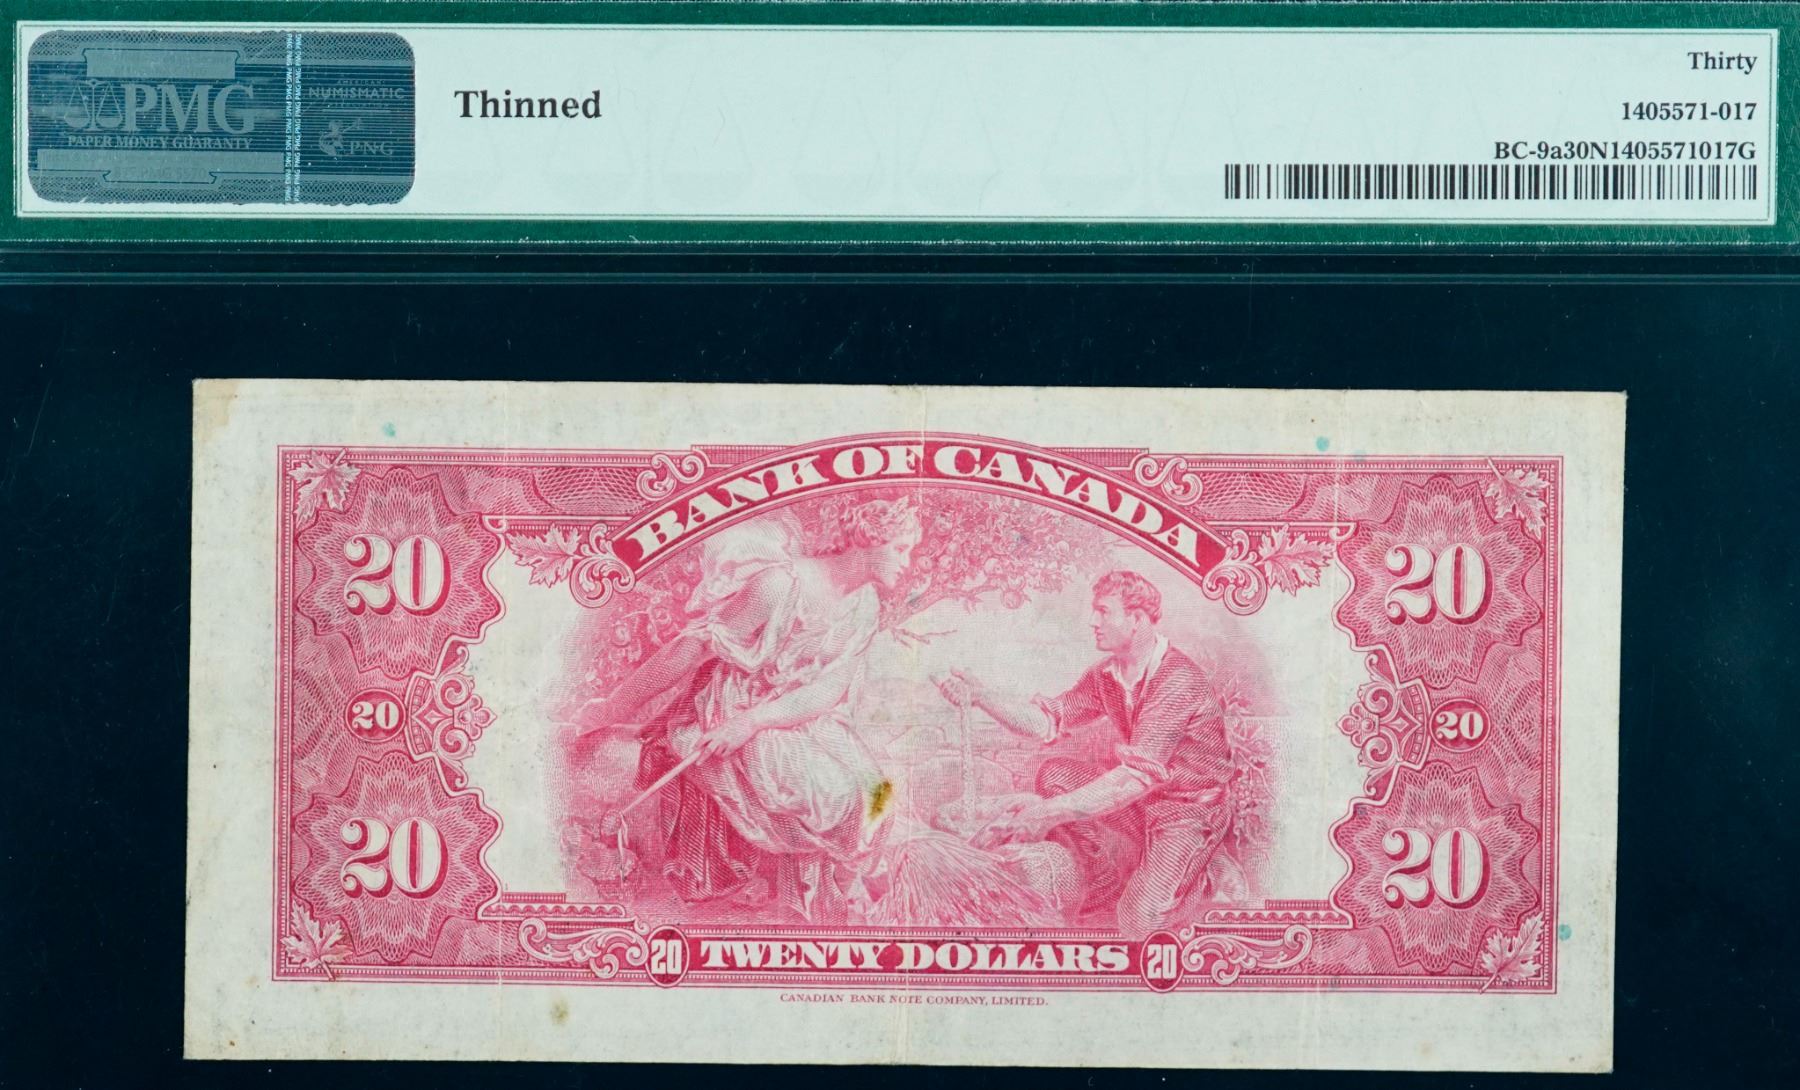 PMG
PAPER MONEY GUARANTY
NUMISMATIC
PNG
Thinned
Thirty
1405571-017
BC-9a30N1405571017G
BANK OF CANADA
20 20
20 20
20 20
20 TWENTY DOLLARS 20
CANADIAN BANK NOTE COMPANY, LIMITED.